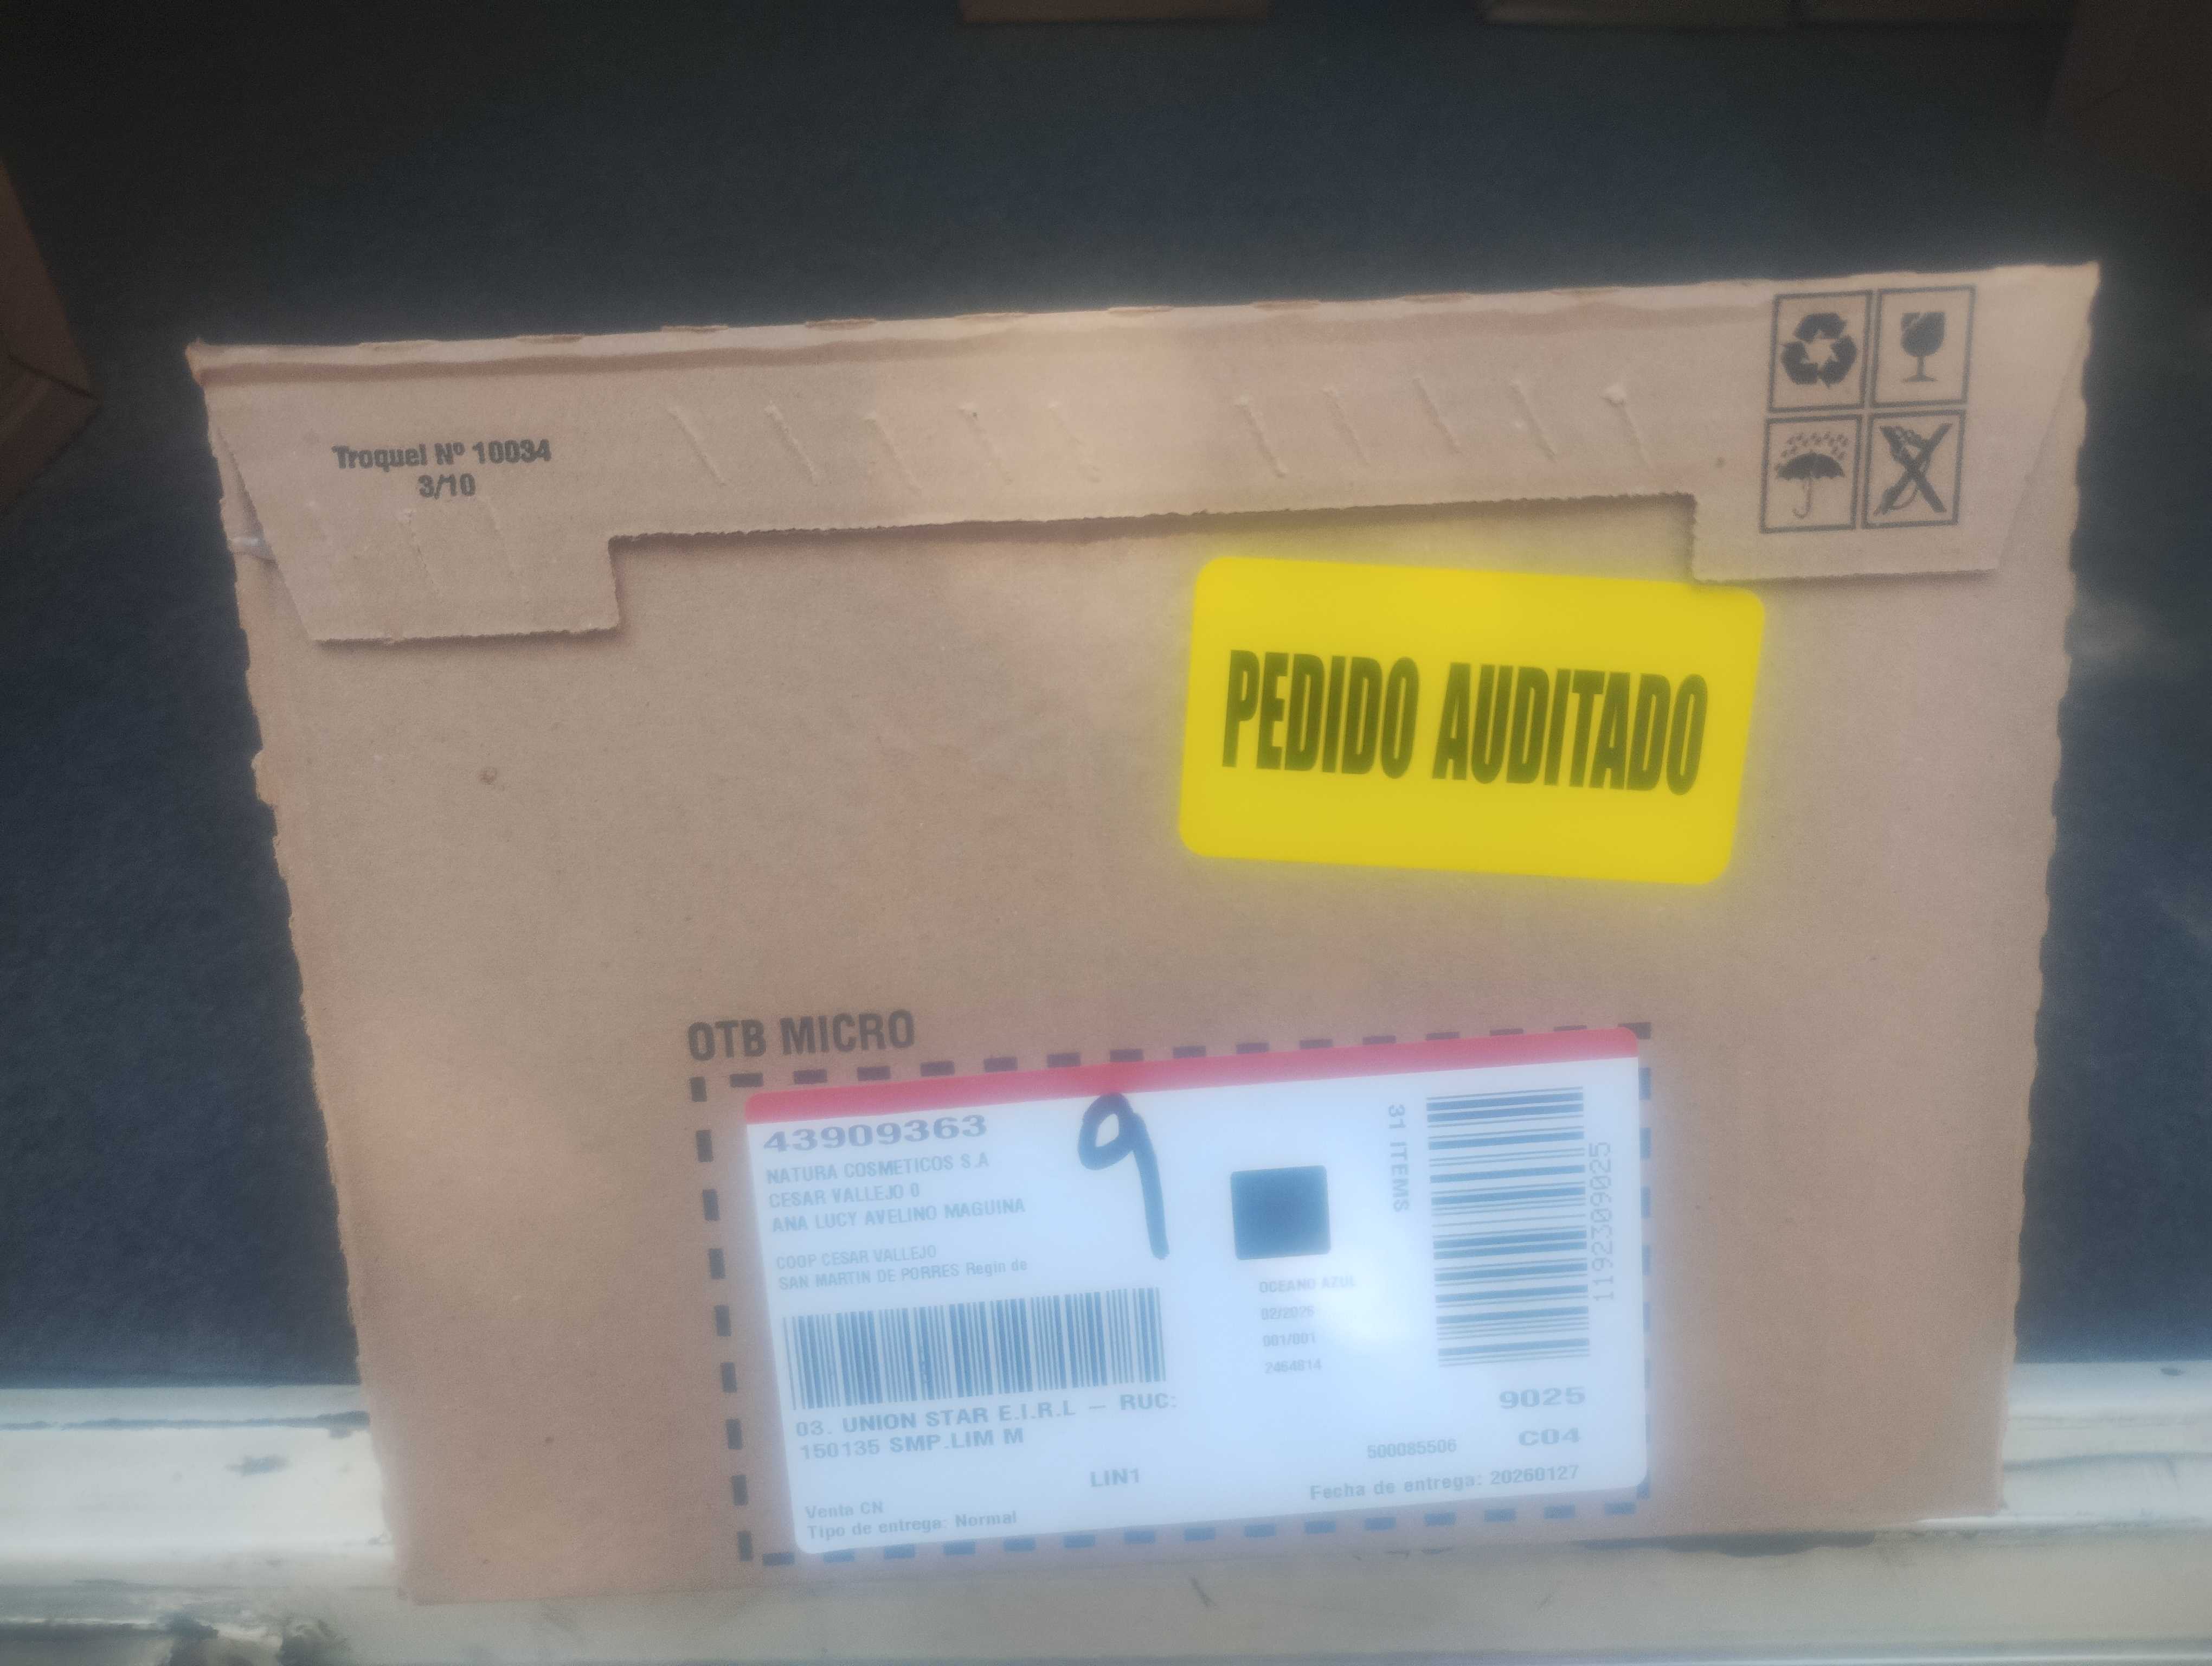 Troquel Nº 10034
3/10
PEDIDO AUDITADO
OTB MICRO
43909363
NATURA COSMETICOS S.A
CESAR VALLEJO 0
ANA LUCY AVELINO MAGUINA
COOP CESAR VALLEJO
SAN MARTIN DE PORRES Regin de
9
31 ITEMS
1192309025
OCEANO AZUL
02/2026
001/001
2464814
03. UNION STAR E.I.R.L – RUC:
150135 SMP.LIM M
LIN1
9025
C04
500085506
Fecha de entrega: 20260127
Venta CN
Tipo de entrega: Normal